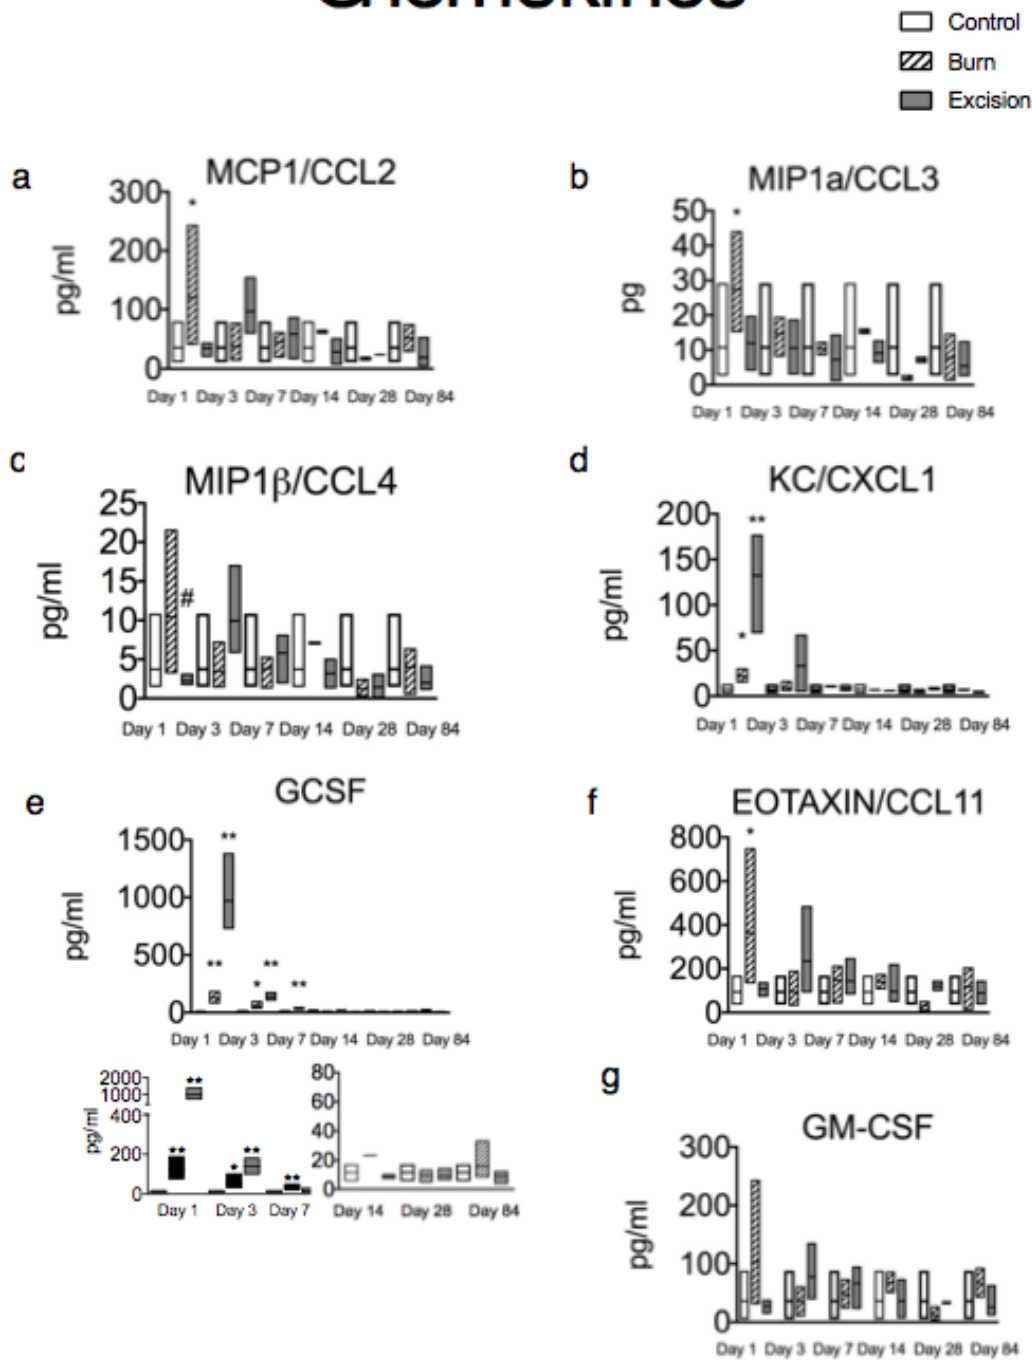 Control
Burn
Excision
a
MCP1/CCL2
300
200
100
0
pg/ml
*
Day 1 Day 3 Day 7 Day 14 Day 28 Day 84
b
MIP1a/CCL3
50
40
30
20
10
0
pg
*
Day 1 Day 3 Day 7 Day 14 Day 28 Day 84
c
MIP1β/CCL4
25
20
15
10
5
0
pg/ml
#
Day 1 Day 3 Day 7 Day 14 Day 28 Day 84
d
KC/CXCL1
200
150
100
50
0
pg/ml
**
*
Day 1 Day 3 Day 7 Day 14 Day 28 Day 84
e
GCSF
1500
1000
500
0
pg/ml
**
** * ** **
Day 1 Day 3 Day 7 Day 14 Day 28 Day 84
2000
1000
400
200
0
pg/ml
**
** * ** **
Day 1 Day 3 Day 7
80
60
40
20
0
Day 14 Day 28 Day 84
f
EOTAXIN/CCL11
800
600
400
200
0
pg/ml
*
Day 1 Day 3 Day 7 Day 14 Day 28 Day 84
g
GM-CSF
300
200
100
0
pg/ml
Day 1 Day 3 Day 7 Day 14 Day 28 Day 84